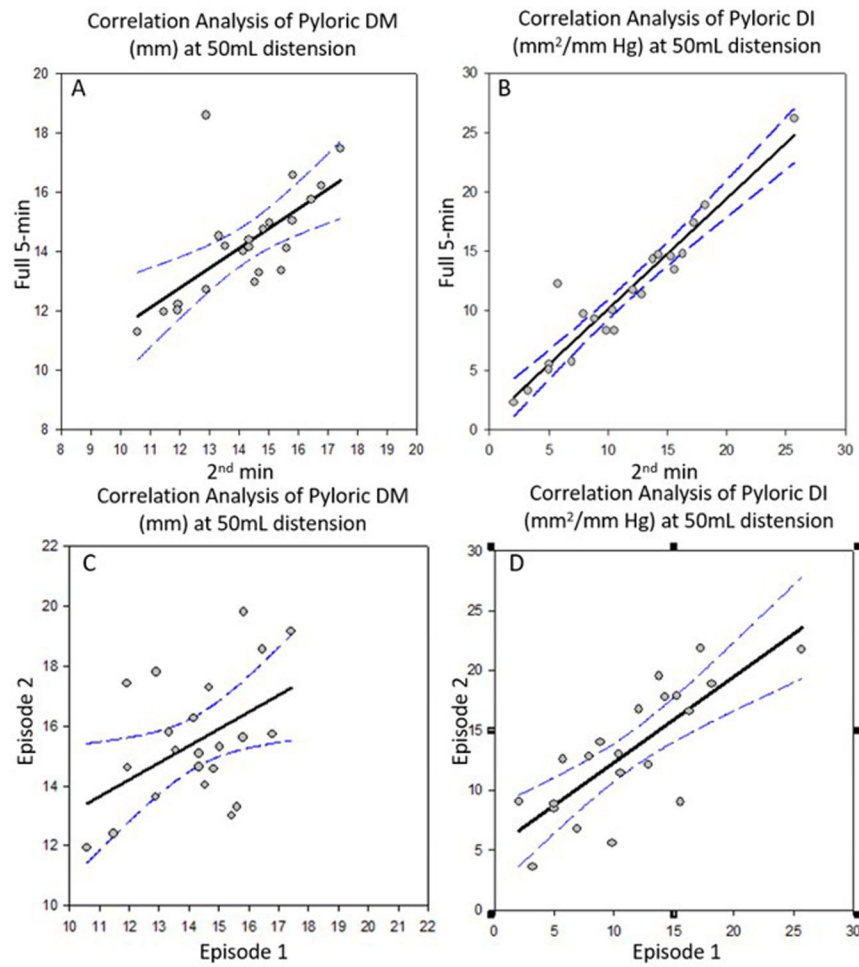 Correlation Analysis of Pyloric DM
(mm) at 50mL distension
A
20
18
16
14
12
10
8
Full 5-min
8 9 10 11 12 13 14 15 16 17 18 19 20
2nd min
Correlation Analysis of Pyloric DI
(mm²/mm Hg) at 50mL distension
B
30
25
20
15
10
5
0
Full 5-min
0 5 10 15 20 25 30
2nd min
Correlation Analysis of Pyloric DM
(mm) at 50mL distension
C
22
20
18
16
14
12
10
Episode 2
10 11 12 13 14 15 16 17 18 19 20 21 22
Episode 1
Correlation Analysis of Pyloric DI
(mm²/mm Hg) at 50mL distension
D
30
25
20
15
10
5
0
Episode 2
0 5 10 15 20 25 30
Episode 1